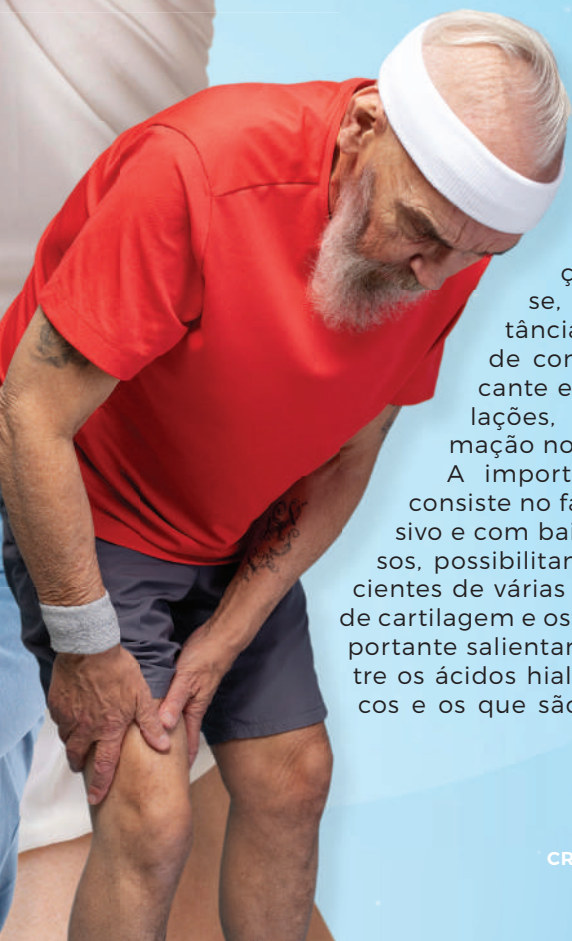 ç
se,
tância
de con
cante e
lações,
mação no
A import
consiste no fa
sivo e com bai
sos, possibilitan
cientes de várias
de cartilagem e os
portante salientar
tre os ácidos hial
cos e os que são
CR